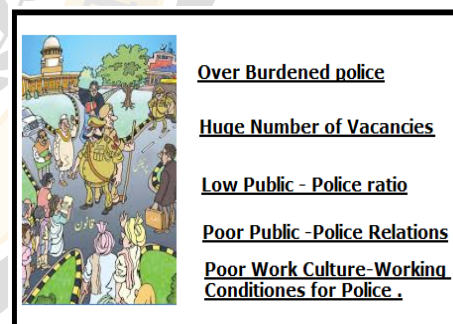 Over Burdened police
Huge Number of Vacancies
Low Public - Police ratio
Poor Public -Police Relations
Poor Work Culture-Working
Conditiones for Police .
قانون